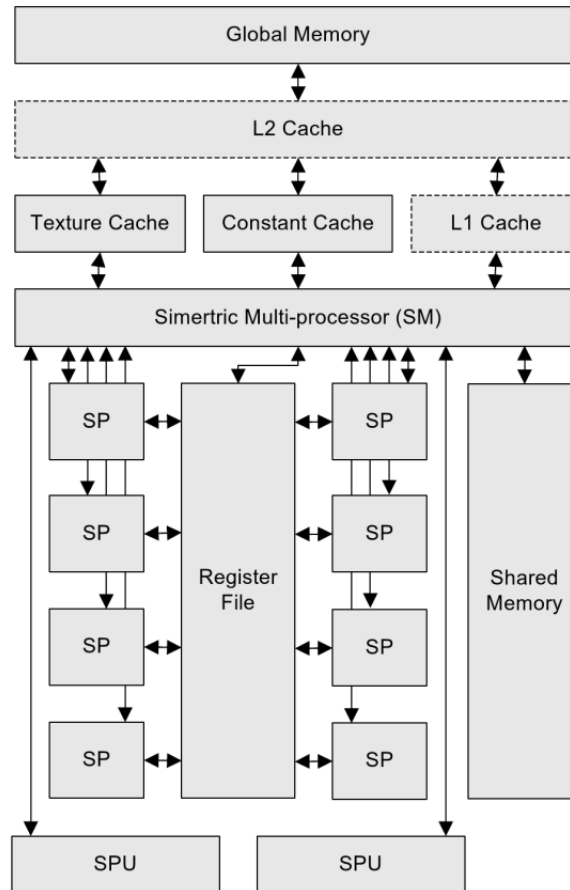 Global Memory
L2 Cache
Texture Cache
Constant Cache
L1 Cache
Simertric Multi-processor (SM)
SP
SP
SP
SP
Register
File
SP
SP
SP
SP
Shared
Memory
SPU
SPU